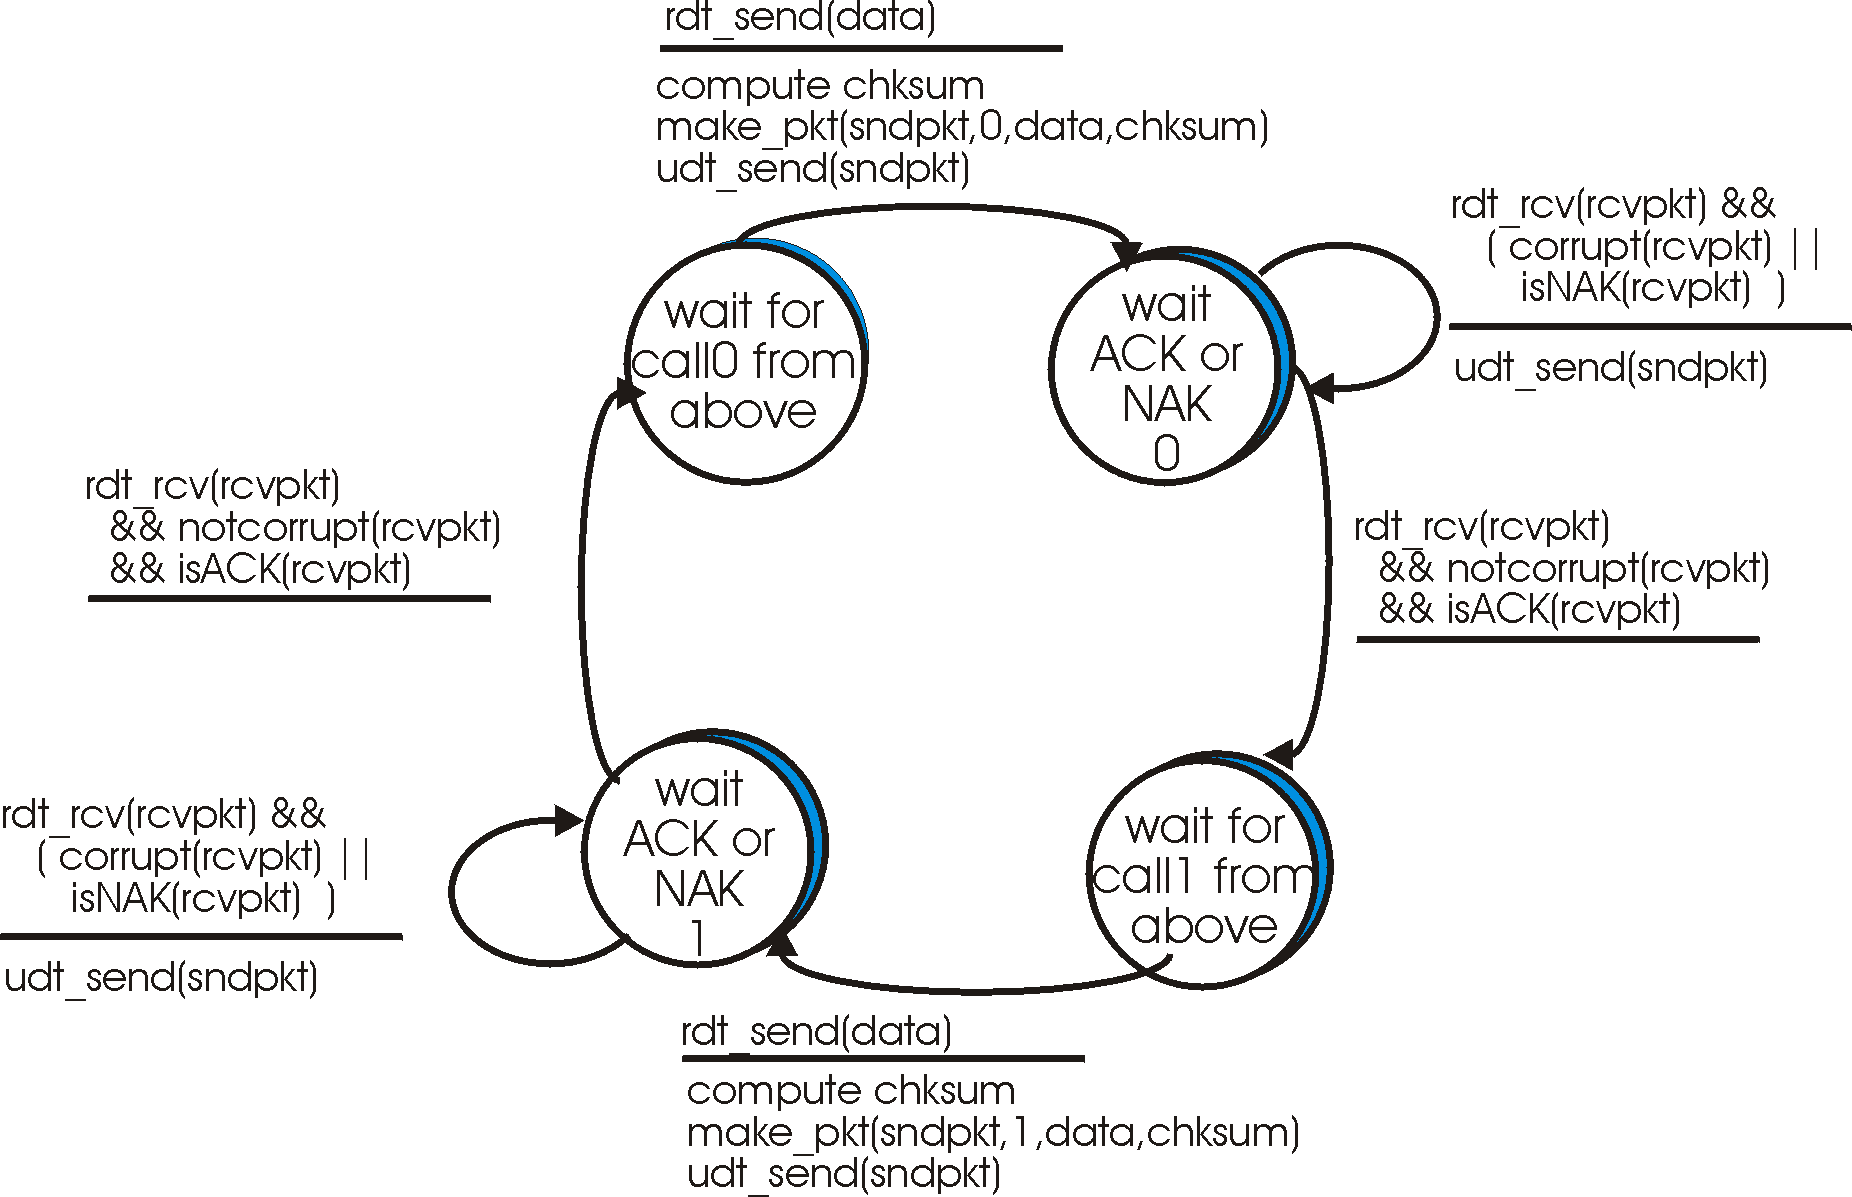 rdt_send(data)
compute chksum
make_pkt(sndpkt,0,data,chksum)
udt_send(sndpkt)
rdt_rcv(rcvpkt) &&
( corrupt(rcvpkt) ||
isNAK(rcvpkt) )
udt_send(sndpkt)
wait for
call0 from
above
wait
ACK or
NAK
0
rdt_rcv(rcvpkt)
&& notcorrupt(rcvpkt)
&& isACK(rcvpkt)
rdt_rcv(rcvpkt)
&& notcorrupt(rcvpkt)
&& isACK(rcvpkt)
rdt_rcv(rcvpkt) &&
( corrupt(rcvpkt) ||
isNAK(rcvpkt) )
udt_send(sndpkt)
wait
ACK or
NAK
1
wait for
call1 from
above
rdt_send(data)
compute chksum
make_pkt(sndpkt,1,data,chksum)
udt_send(sndpkt)